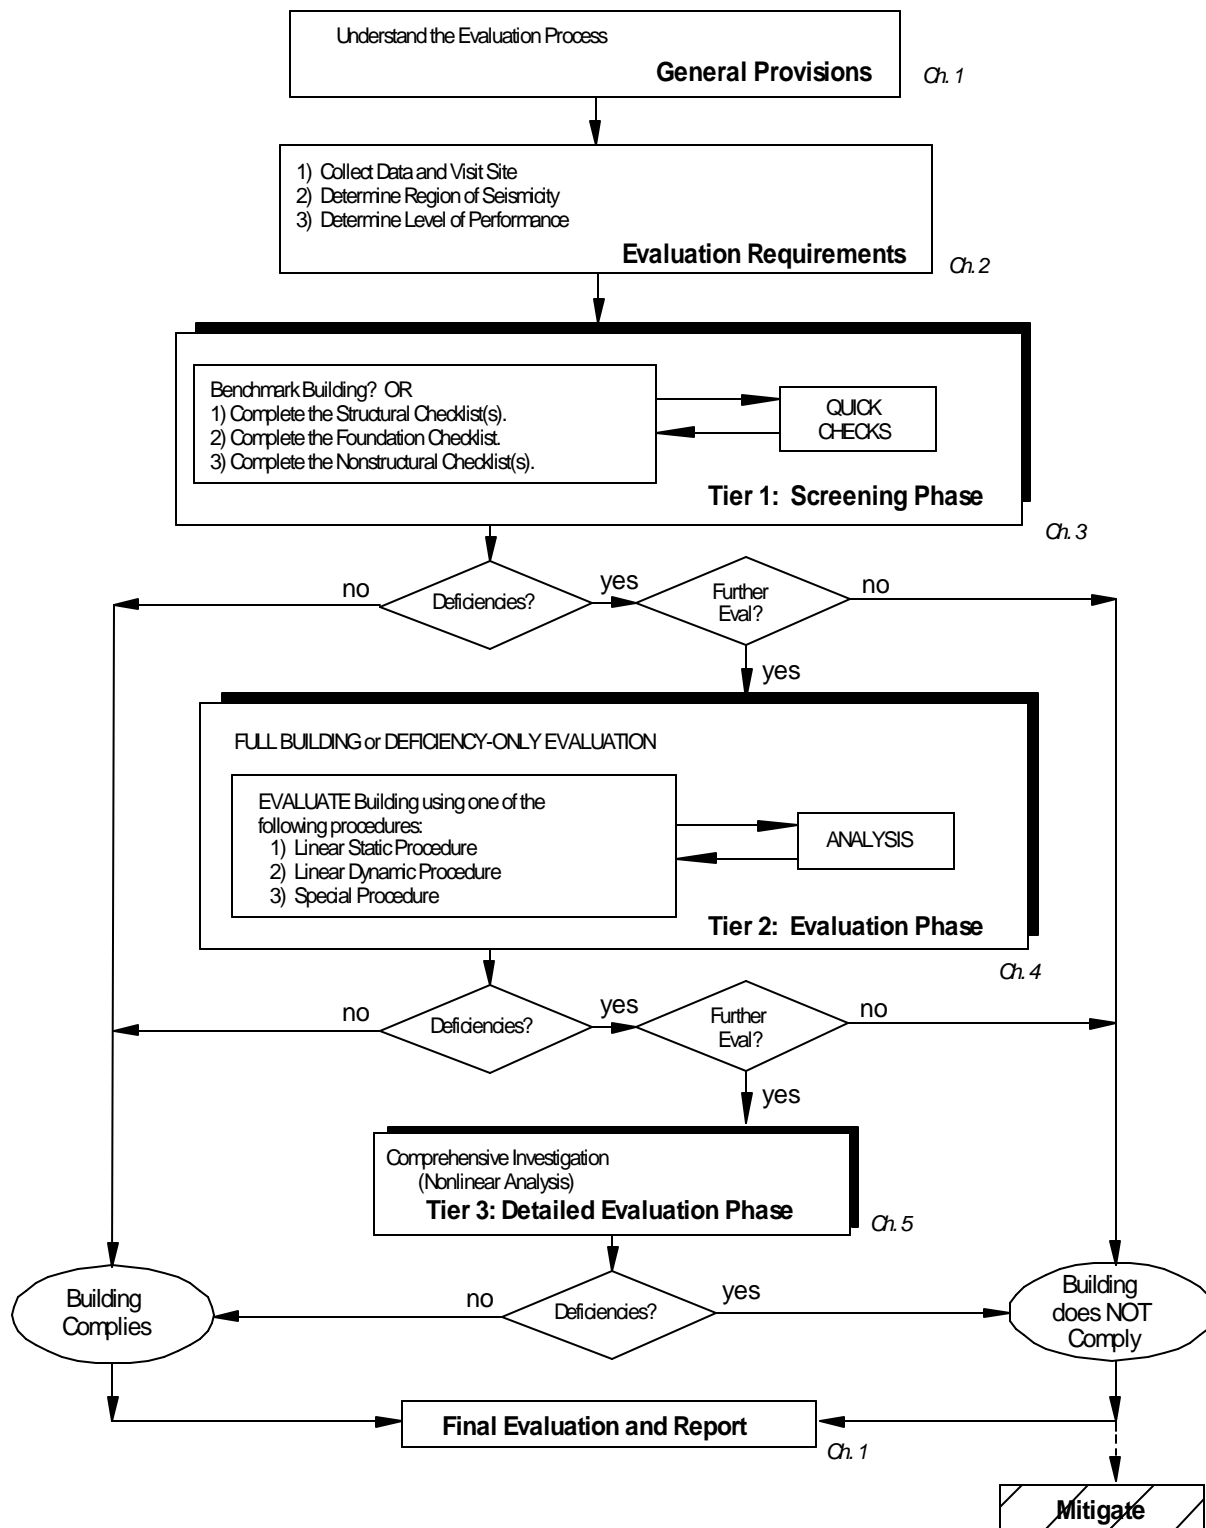 Understand the Evaluation Process
General Provisions
Ch. 1
1) Collect Data and Visit Site
2) Determine Region of Seismicity
3) Determine Level of Performance
Evaluation Requirements
Ch. 2
Benchmark Building? OR
1) Complete the Structural Checklist(s).
2) Complete the Foundation Checklist.
3) Complete the Nonstructural Checklist(s).
QUICK
CHECKS
Tier 1: Screening Phase
Ch. 3
no
Deficiencies?
yes
Further
Eval?
no
yes
FULL BUILDING or DEFICIENCY-ONLY EVALUATION
EVALUATE Building using one of the
following procedures:
1) Linear Static Procedure
2) Linear Dynamic Procedure
3) Special Procedure
ANALYSIS
Tier 2: Evaluation Phase
Ch. 4
no
Deficiencies?
yes
Further
Eval?
no
yes
Comprehensive Investigation
(Nonlinear Analysis)
Tier 3: Detailed Evaluation Phase
Ch. 5
Building
Complies
no
Deficiencies?
yes
Building
does NOT
Comply
Final Evaluation and Report
Ch. 1
Mitigate